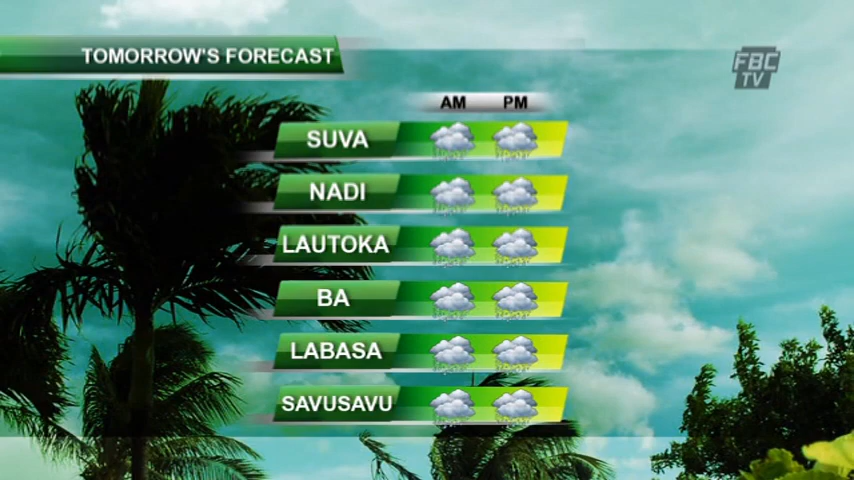 TOMORROW'S FORECAST
FBC
TV
AM PM
SUVA
NADI
LAUTOKA
BA
LABASA
SAVUSAVU